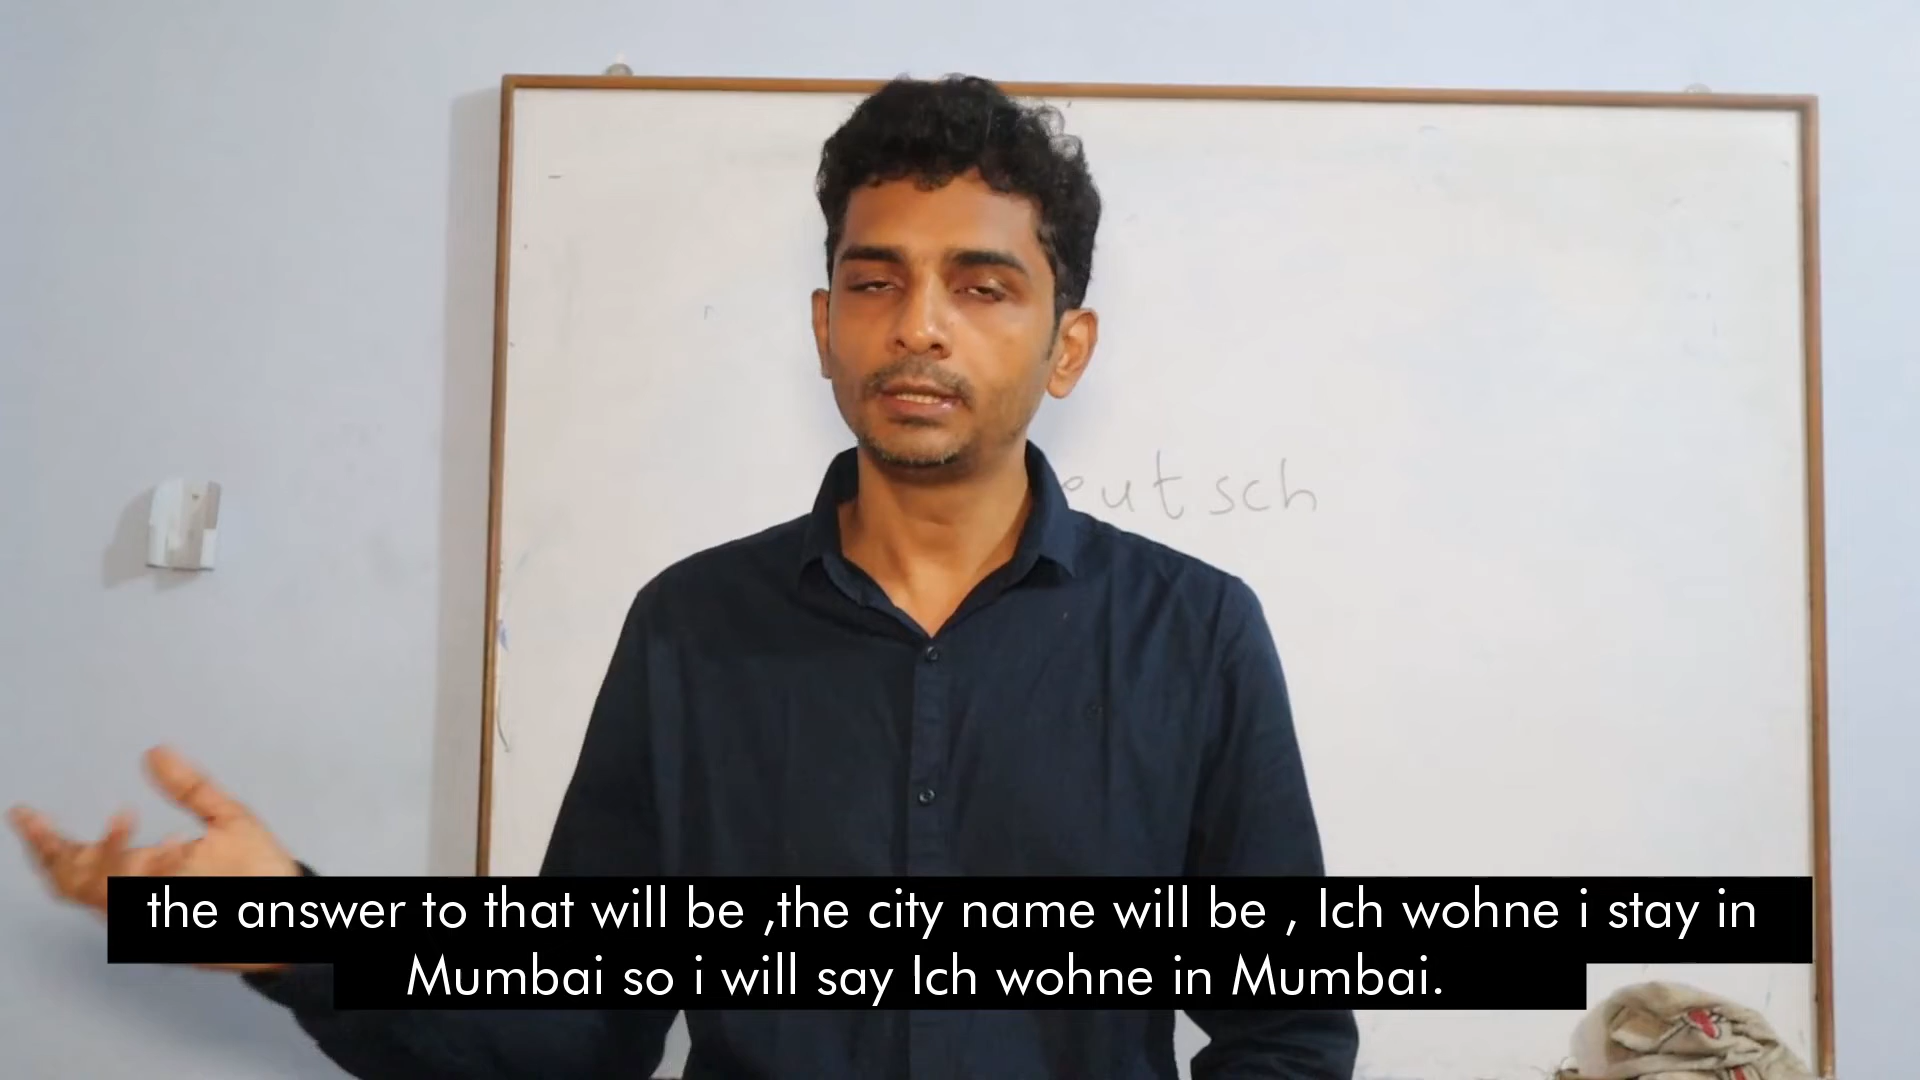 eutsch
the answer to that will be ,the city name will be , Ich wohne i stay in
Mumbai so i will say Ich wohne in Mumbai.